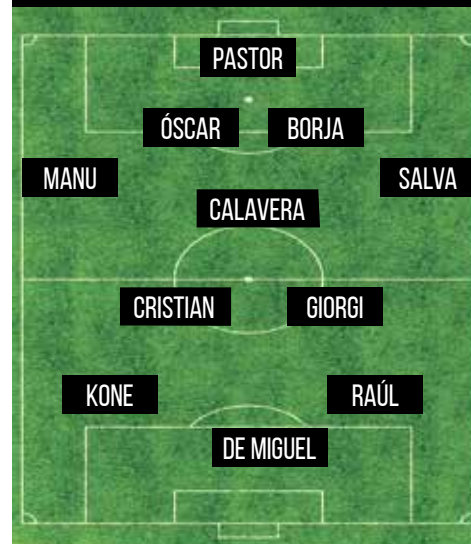 PASTOR
ÓSCAR BORJA
MANU SALVA
CALAVERA
CRISTIAN GIORGI
KONE RAÚL
DE MIGUEL